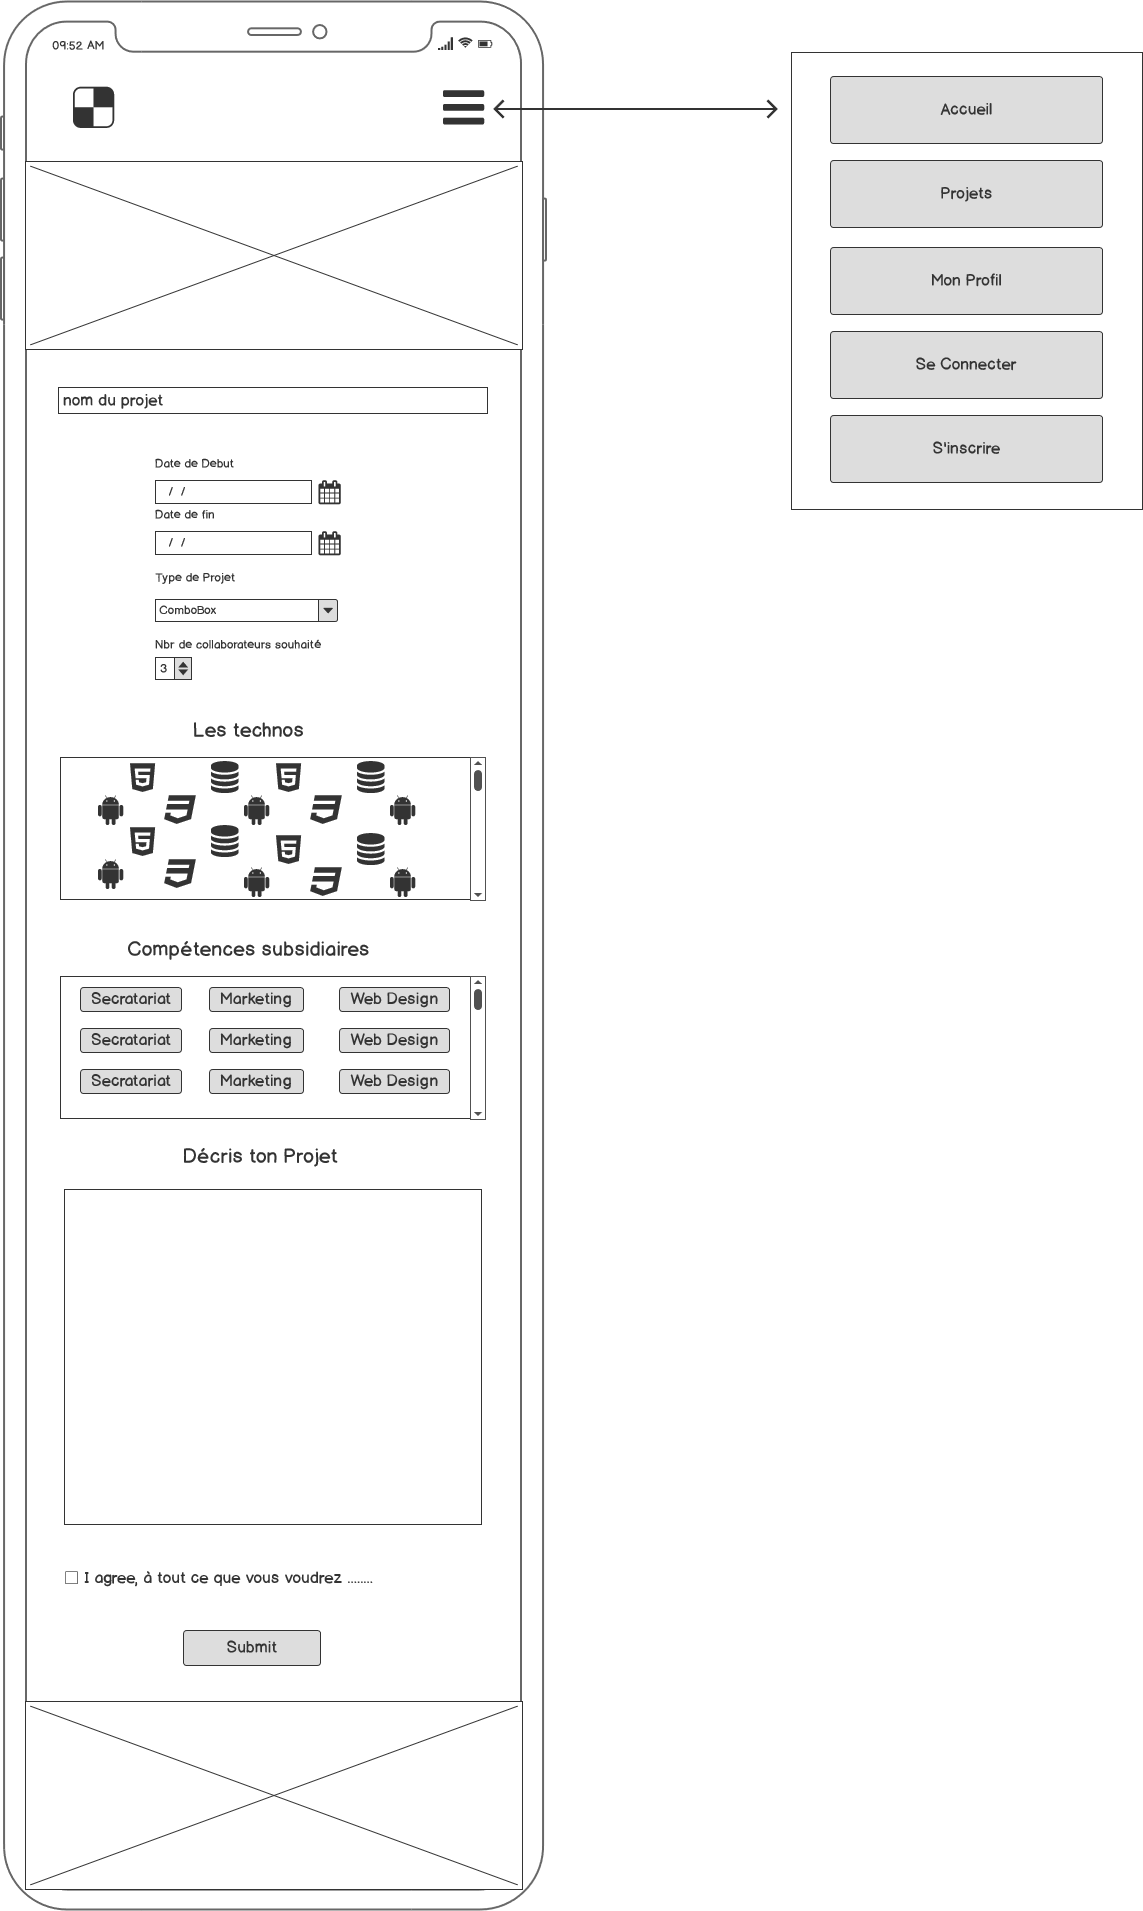 09:52 AM
Accueil
Projets
Mon Profil
Se Connecter
S'inscrire
nom du projet
Date de Debut
/ /
Date de fin
/ /
Type de Projet
ComboBox
Nbr de collaborateurs souhaité
3
Les technos
Compétences subsidiaires
Secratariat Marketing Web Design
Secratariat Marketing Web Design
Secratariat Marketing Web Design
Décris ton Projet
I agree, à tout ce que vous voudrez ........
Submit